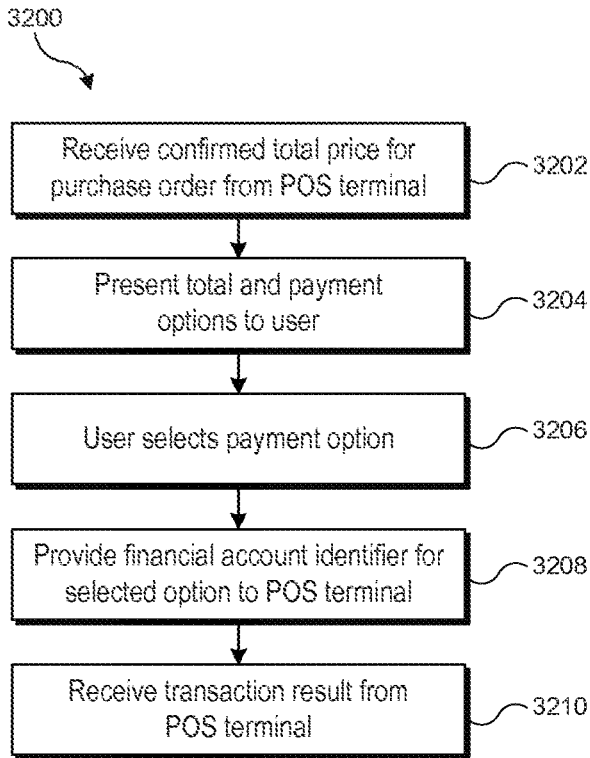 3200
Receive confirmed total price for
purchase order from POS terminal
3202
Present total and payment
options to user
3204
User selects payment option
3206
Provide financial account identifier for
selected option to POS terminal
3208
Receive transaction result from
POS terminal
3210